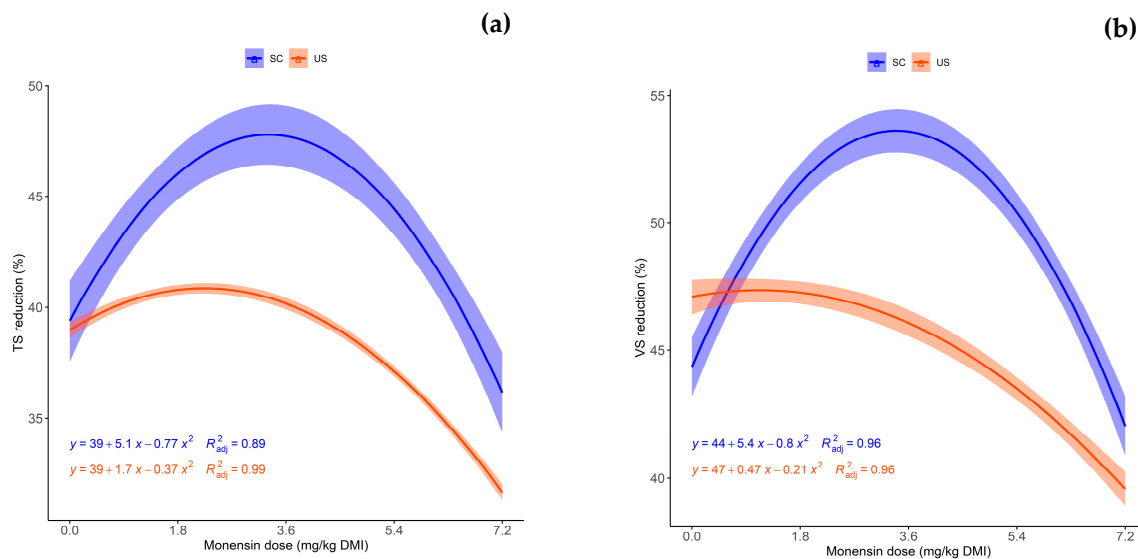 (a)
SC US
50
45
40
35
TS reduction (%)
y = 39 + 5.1 x − 0.77 x² R²adj = 0.89
y = 39 + 1.7 x − 0.37 x² R²adj = 0.99
0.0 1.8 3.6 5.4 7.2
Monensin dose (mg/kg DMI)
(b)
SC US
55
50
45
40
VS reduction (%)
y = 44 + 5.4 x − 0.8 x² R²adj = 0.96
y = 47 + 0.47 x − 0.21 x² R²adj = 0.96
0.0 1.8 3.6 5.4 7.2
Monensin dose (mg/kg DMI)